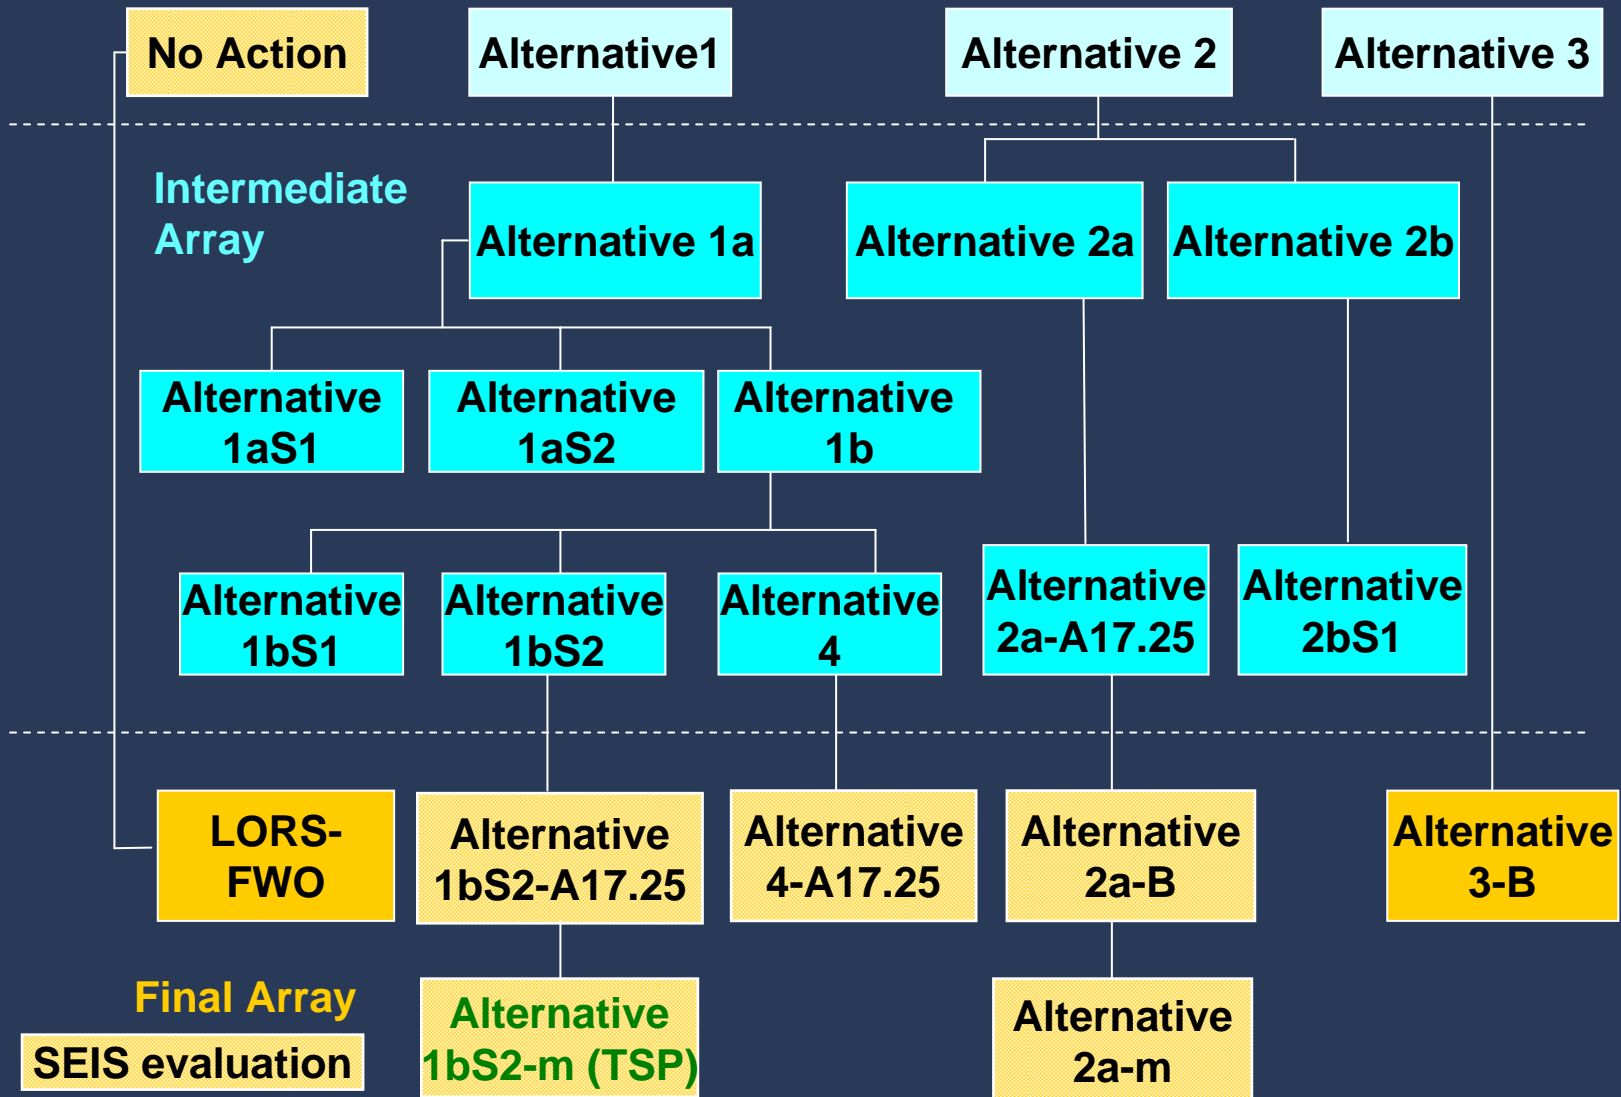 No Action
Alternative1
Alternative 2
Alternative 3
Intermediate
Array
Alternative 1a
Alternative 2a
Alternative 2b
Alternative
1aS1
Alternative
1aS2
Alternative
1b
Alternative
1bS1
Alternative
1bS2
Alternative
4
Alternative
2a-A17.25
Alternative
2bS1
LORS-
FWO
Alternative
1bS2-A17.25
Alternative
4-A17.25
Alternative
2a-B
Alternative
3-B
Final Array
SEIS evaluation
Alternative
1bS2-m (TSP)
Alternative
2a-m